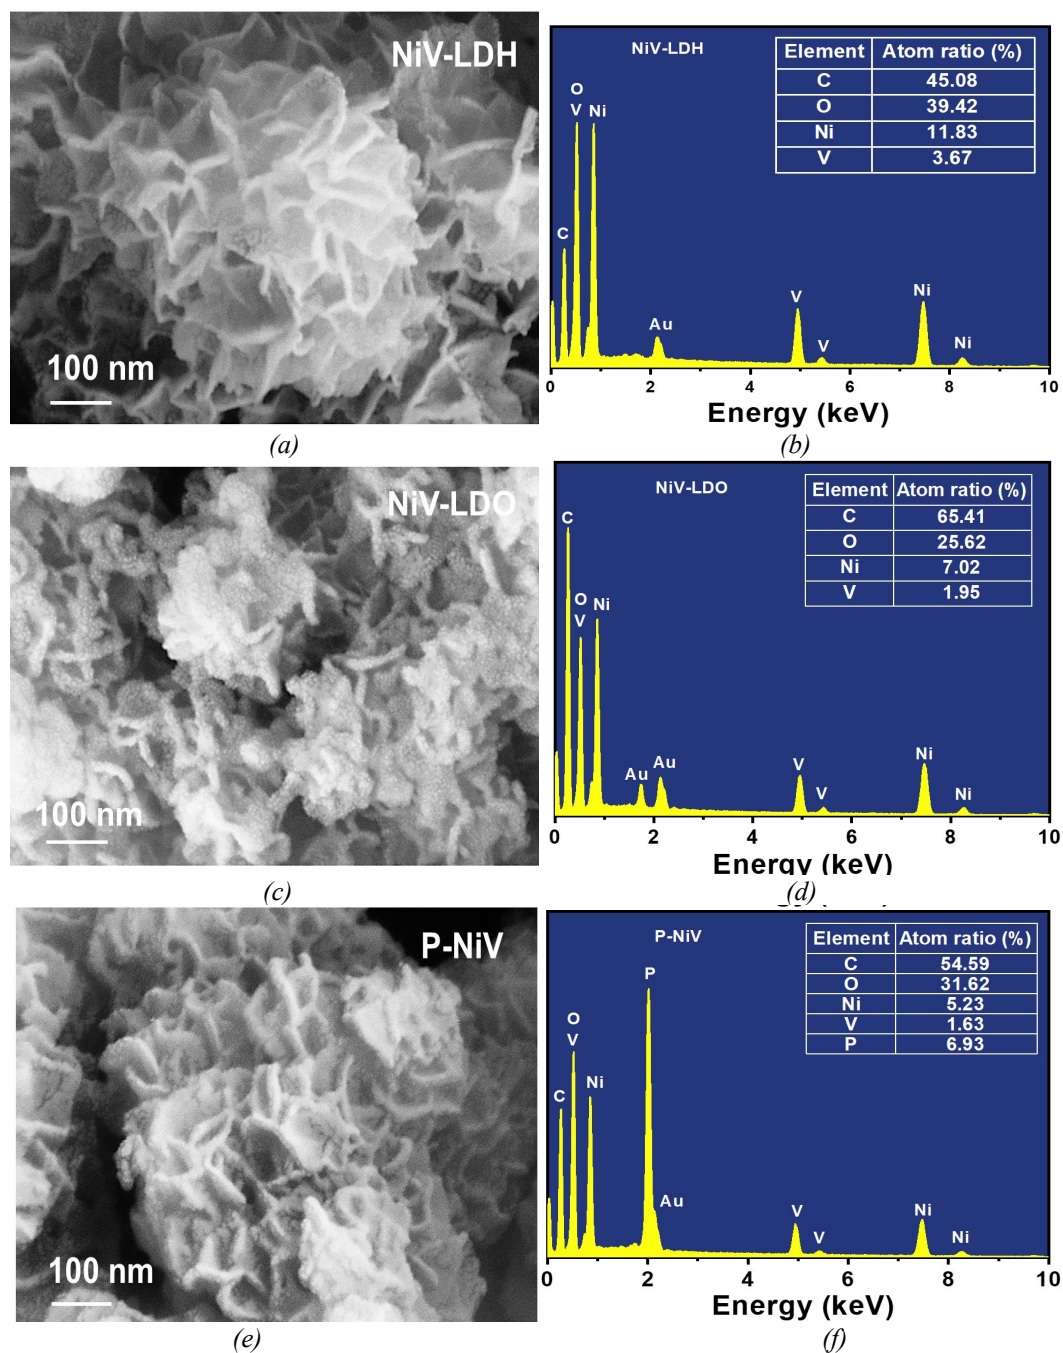 NiV-LDH
100 nm
(a)
NiV-LDH
Element Atom ratio (%)
C 45.08
O 39.42
Ni 11.83
V 3.67
O
V Ni
C
Au
V
V
Ni
Ni
0 2 4 6 8 10
Energy (keV)
(b)
NiV-LDO
100 nm
(c)
NiV-LDO
Element Atom ratio (%)
C 65.41
O 25.62
Ni 7.02
V 1.95
C
O
V Ni
Au Au
V
V
Ni
Ni
0 2 4 6 8 10
Energy (keV)
(d)
P-NiV
100 nm
(e)
P-NiV
Element Atom ratio (%)
C 54.59
O 31.62
Ni 5.23
V 1.63
P 6.93
P
O
V
C Ni
Au
V
V
Ni
Ni
0 2 4 6 8 10
Energy (keV)
(f)